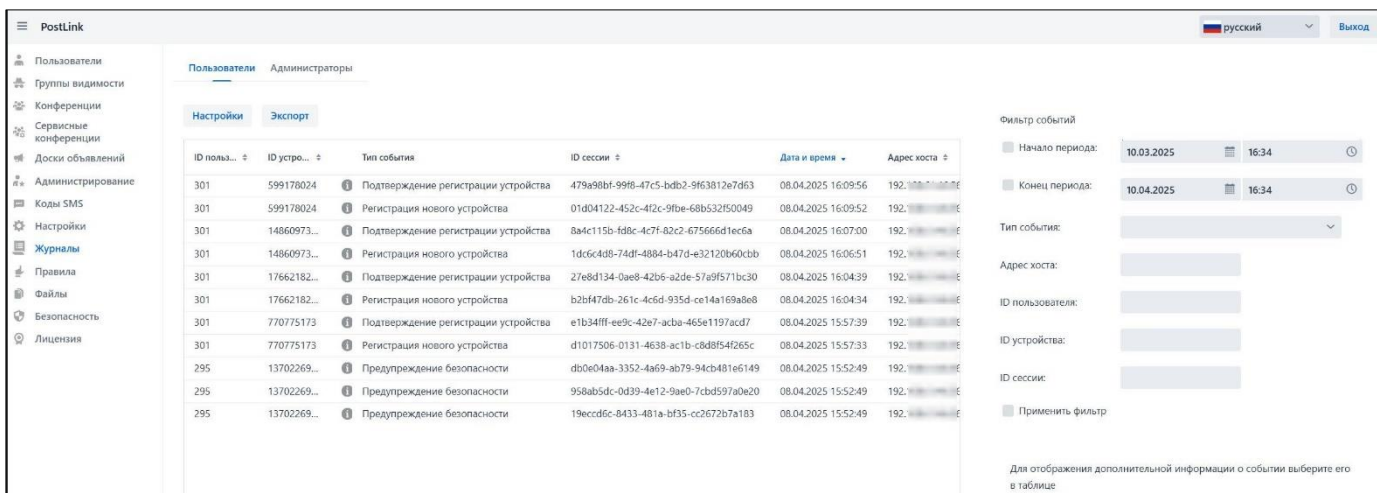 PostLink
русский
Выход
Пользователи
Группы видимости
Конференции
Сервисные
конференции
Доски объявлений
Администрирование
Коды SMS
Настройки
Журналы
Правила
Файлы
Безопасность
Лицензия
Пользователи Администраторы
Настройки Экспорт
ID польз... ID устро... Тип события ID сессии Дата и время Адрес хоста
301 599178024 Подтверждение регистрации устройства 479a98bf-99f8-47c5-bdb2-9f63812e7d63 08.04.2025 16:09:56 192.
301 599178024 Регистрация нового устройства 01d04122-452c-4f2c-9fbe-68b532f50049 08.04.2025 16:09:52 192.
301 14860973... Подтверждение регистрации устройства 8a4c115b-fd8c-4c7f-82c2-675666d1ec6a 08.04.2025 16:07:00 192.
301 14860973... Регистрация нового устройства 1dc6c4d8-74df-4884-b47d-e32120b60cbb 08.04.2025 16:06:51 192.
301 17662182... Подтверждение регистрации устройства 27e8d134-0ae8-42b6-a2de-57a9f571bc30 08.04.2025 16:04:39 192.
301 17662182... Регистрация нового устройства b2bf47db-261c-4c6d-935d-ce14a169a8e8 08.04.2025 16:04:34 192.
301 770775173 Подтверждение регистрации устройства e1b34fff-ee9c-42e7-acba-465e1197acd7 08.04.2025 15:57:39 192.
301 770775173 Регистрация нового устройства d1017506-0131-4638-ac1b-c8d8f54f265c 08.04.2025 15:57:33 192.
295 13702269... Предупреждение безопасности db0e04aa-3352-4a69-ab79-94cb481e6149 08.04.2025 15:52:49 192.
295 13702269... Предупреждение безопасности 958ab5dc-0d39-4e12-9ae0-7cbd597a0e20 08.04.2025 15:52:49 192.
295 13702269... Предупреждение безопасности 19eccd6c-8433-481a-bf35-cc2672b7a183 08.04.2025 15:52:49 192.
Фильтр событий
Начало периода: 10.03.2025 16:34
Конец периода: 10.04.2025 16:34
Тип события:
Адрес хоста:
ID пользователя:
ID устройства:
ID сессии:
Применить фильтр
Для отображения дополнительной информации о событии выберите его
в таблице